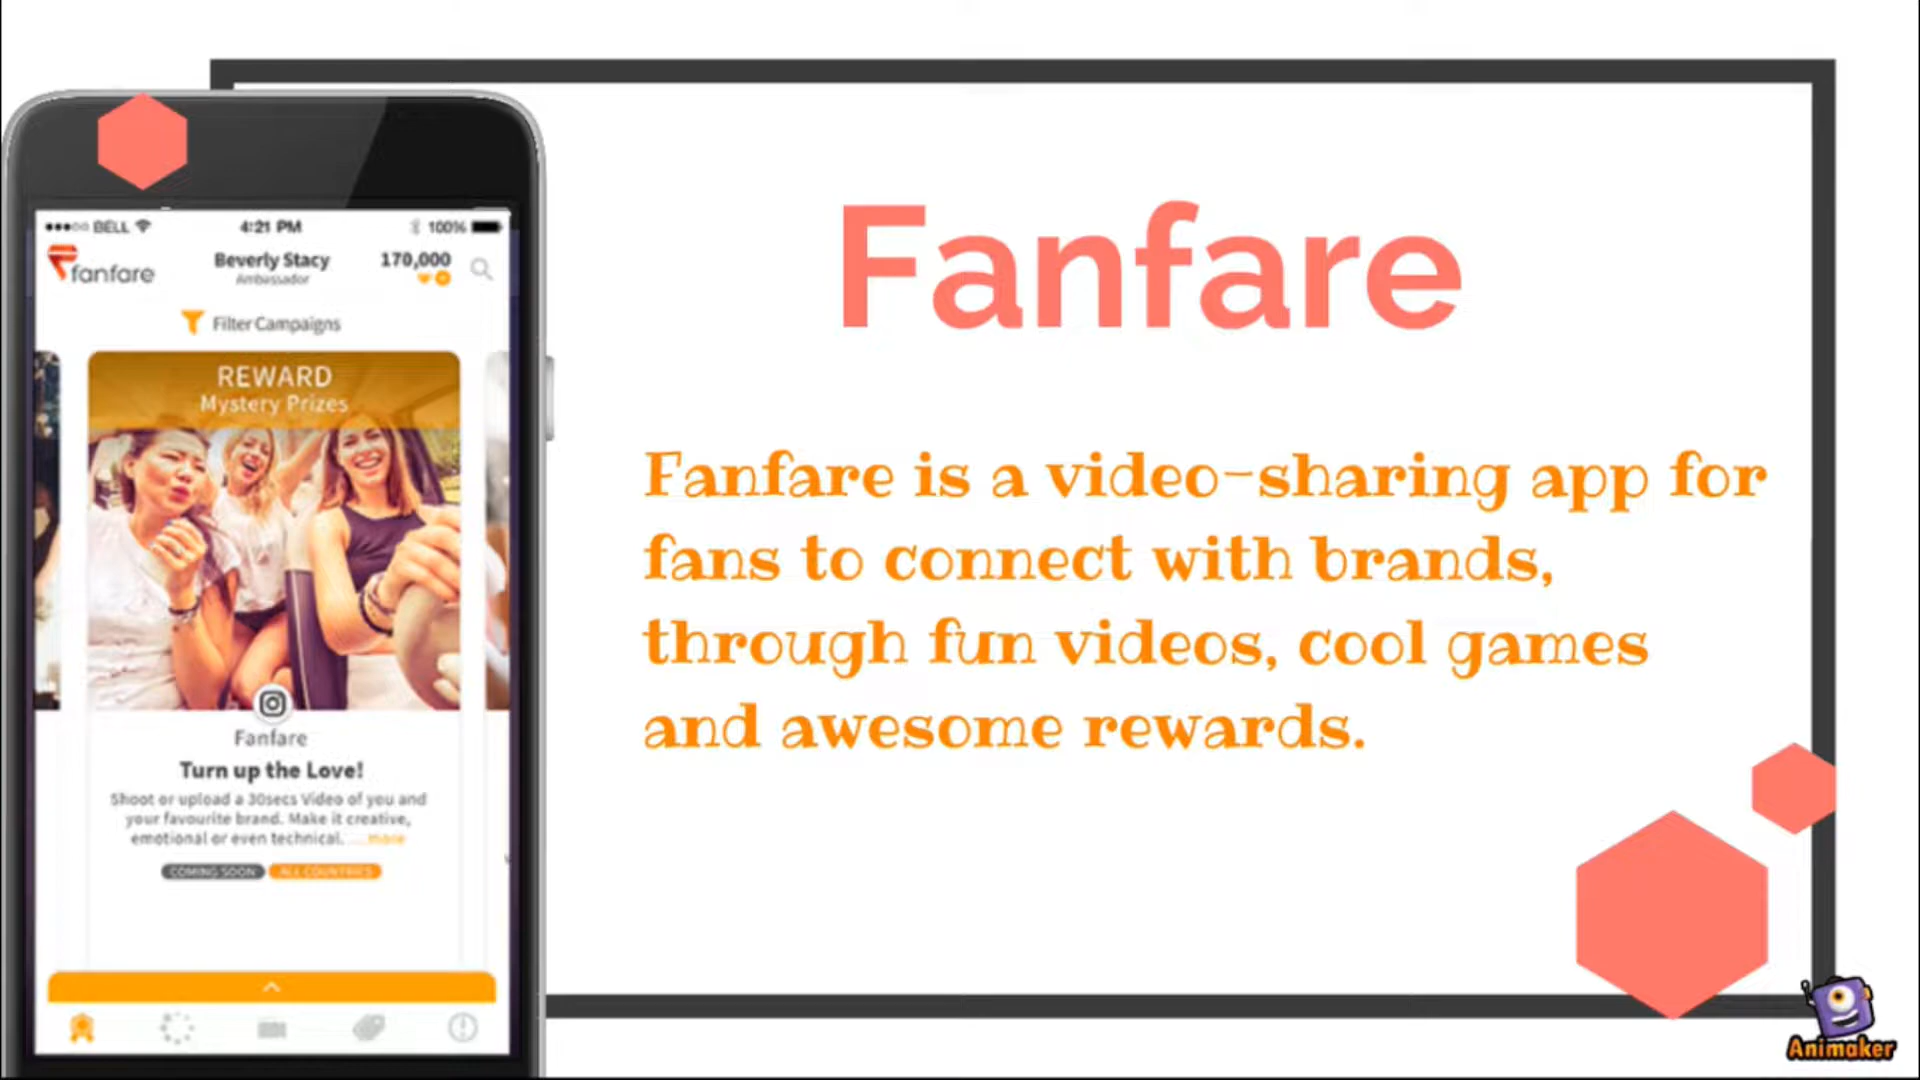 BELL
4:21 PM
100%
fanfare
Beverly Stacy
Ambassador
170,000
Filter Campaigns
REWARD
Mystery Prizes
Fanfare
Turn up the Love!
Shoot or upload a 30secs Video of you and
your favourite brand. Make it creative,
emotional or even technical. ...more
COMING SOON
ALL COUNTRIES
Fanfare
Fanfare is a video-sharing app for
fans to connect with brands,
through fun videos, cool games
and awesome rewards.
Animaker